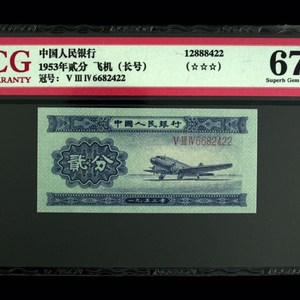 CG
中国人民银行
12888422
WARRANTY
1953年贰分 飞机（长号）
（☆☆☆）
67
冠号：ⅤⅢⅣ6682422
Superb Gem
中国人民银行
ⅤⅢⅣ6682422
贰分
一九五三年